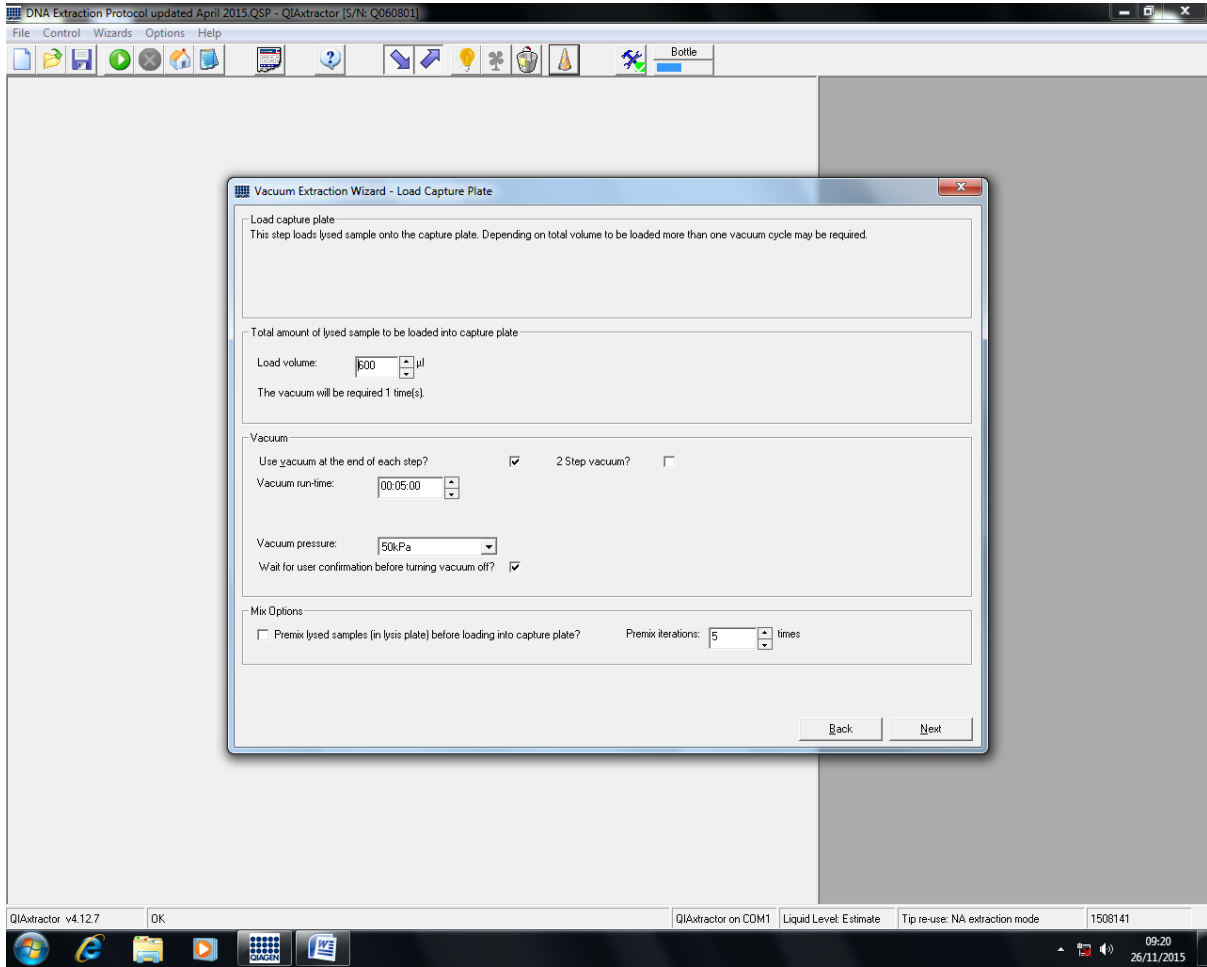 DNA Extraction Protocol updated April 2015.QSP - QIAxtractor [S/N: Q060801]
File Control Wizards Options Help
Bottle
Vacuum Extraction Wizard - Load Capture Plate
Load capture plate
This step loads lysed sample onto the capture plate. Depending on total volume to be loaded more than one vacuum cycle may be required.
Total amount of lysed sample to be loaded into capture plate
Load volume: 600 µl
The vacuum will be required 1 time(s).
Vacuum
Use vacuum at the end of each step? 2 Step vacuum?
Vacuum run-time: 00:05:00
Vacuum pressure: 50kPa
Wait for user confirmation before turning vacuum off?
Mix Options
Premix lysed samples (in lysis plate) before loading into capture plate? Premix iterations: 5 times
Back Next
QIAxtractor v4.12.7 OK QIAxtractor on COM1 Liquid Level: Estimate Tip re-use: NA extraction mode 1508141
QIAGEN
09:20
26/11/2015